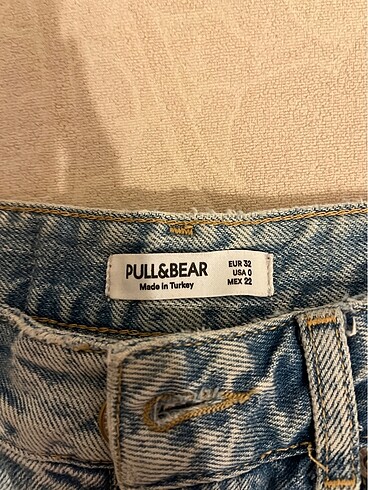 PULL&BEAR
Made in Turkey
EUR 32
USA 0
MEX 22